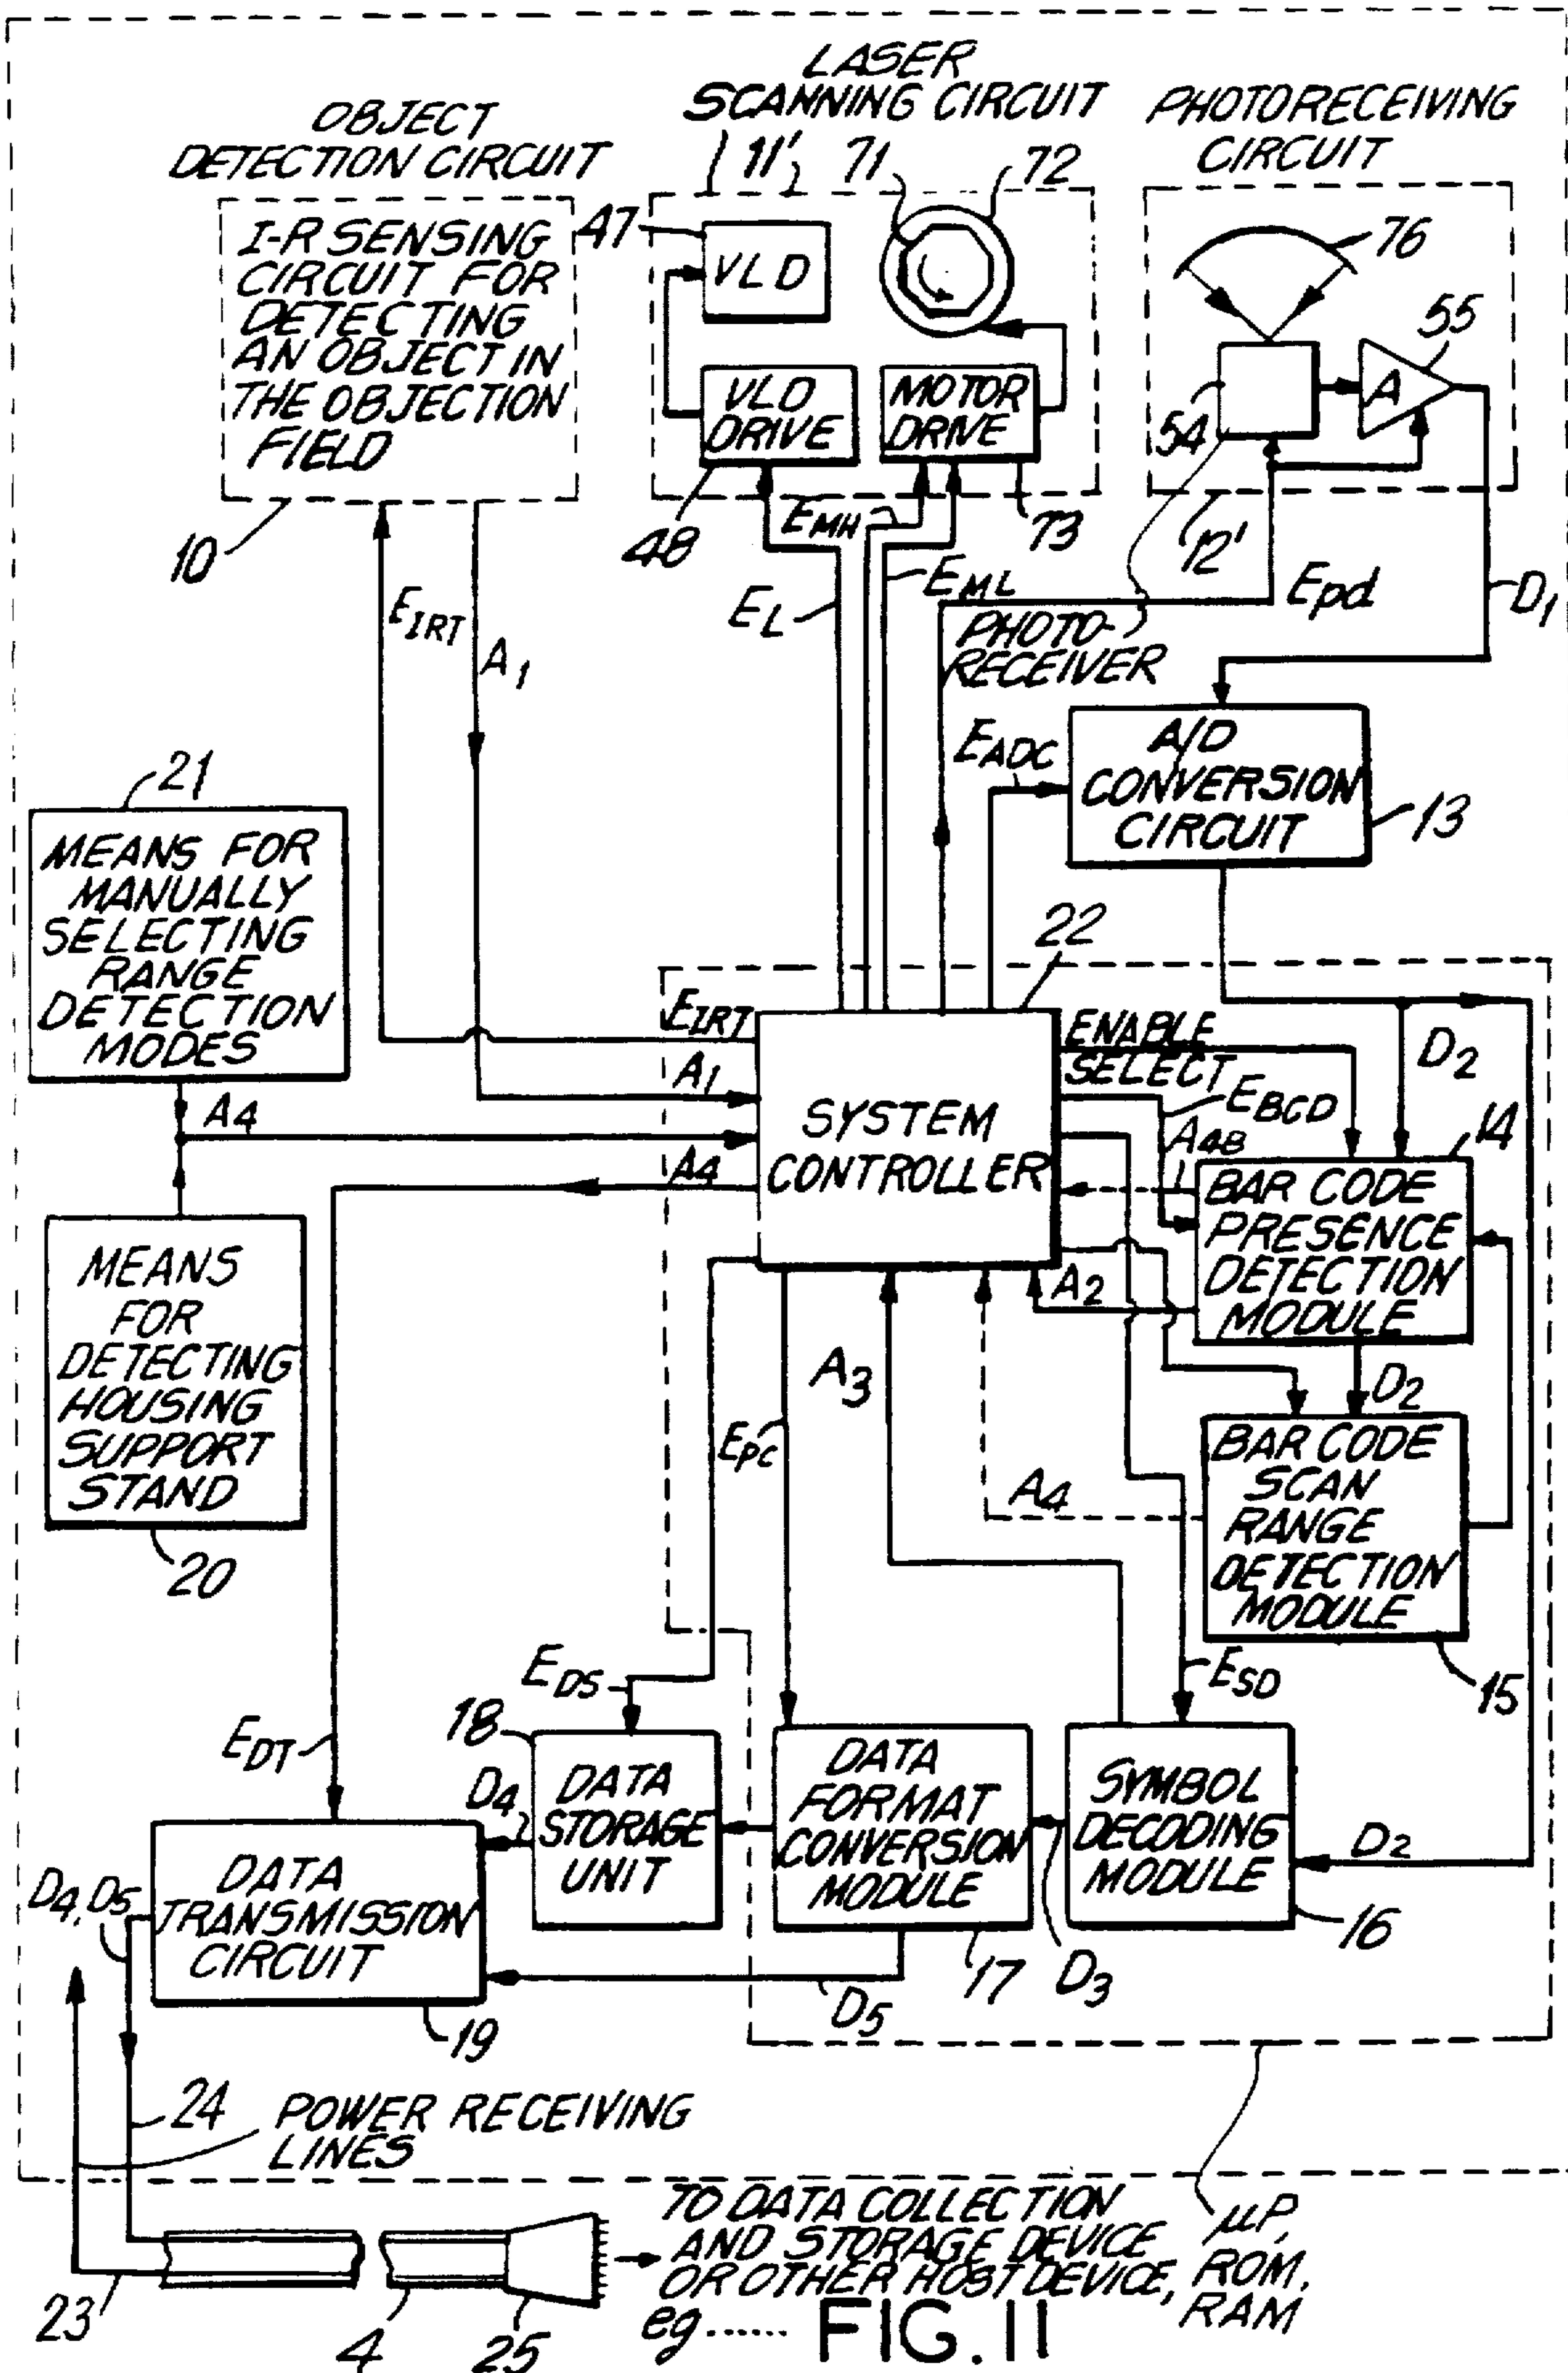 LASER
SCANNING CIRCUIT
OBJECT
DETECTION CIRCUIT
PHOTORECEIVING
CIRCUIT
11'
71
72
I-R SENSING
CIRCUIT FOR
DETECTING
AN OBJECT IN
THE OBJECTION
FIELD
47
VLD
76
55
VLD
DRIVE
MOTOR
DRIVE
54
A
10
48
EMH
73
12'
EIRT
A1
EL
EML
Epd
D1
PHOTO-
RECEIVER
21
EADC
A/D
CONVERSION
CIRCUIT
13
MEANS FOR
MANUALLY
SELECTING
RANGE
DETECTION
MODES
22
EIRT
A1
ENABLE
SELECT
D2
EBCD
A4
A4
SYSTEM
CONTROLLER
A4B
14
BAR CODE
PRESENCE
DETECTION
MODULE
MEANS
FOR
DETECTING
HOUSING
SUPPORT
STAND
20
A2
A3
D2
EPC
A4
BAR CODE
SCAN
RANGE
DETECTION
MODULE
15
EDS
ESD
EDT
18
D4
DATA
STORAGE
UNIT
DATA
FORMAT
CONVERSION
MODULE
SYMBOL
DECODING
MODULE
D2
16
D4, D5
DATA
TRANSMISSION
CIRCUIT
19
D5
17
D3
24
POWER RECEIVING
LINES
TO DATA COLLECTION
AND STORAGE DEVICE
OR OTHER HOST DEVICE,
eg......
µP,
ROM,
RAM
23
4
25
FIG. 11